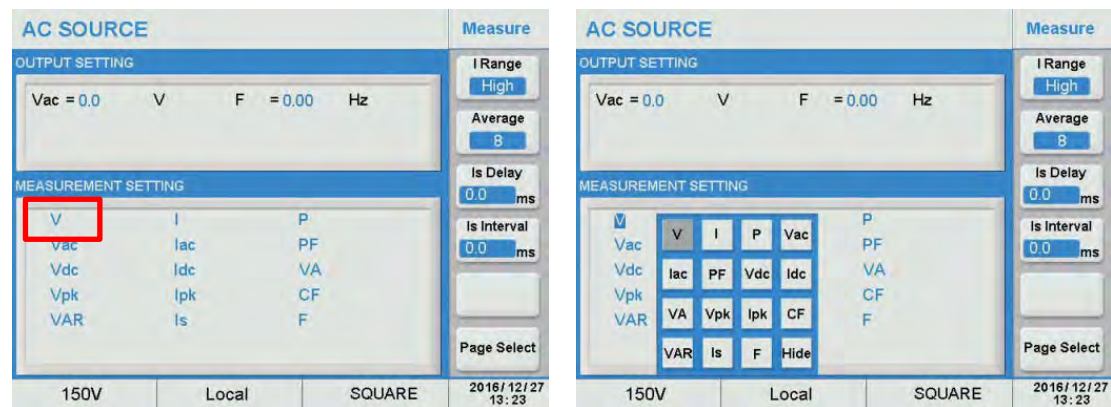 AC SOURCE
Measure
OUTPUT SETTING
Vac = 0.0 V F = 0.00 Hz
I Range
High
Average
8
Is Delay
0.0 ms
Is Interval
0.0 ms
MEASUREMENT SETTING
V I P
Vac Iac PF
Vdc Idc VA
Vpk Ipk CF
VAR Is F
Page Select
150V Local SQUARE
2016/12/27
13:23
AC SOURCE
Measure
OUTPUT SETTING
Vac = 0.0 V F = 0.00 Hz
I Range
High
Average
8
Is Delay
0.0 ms
Is Interval
0.0 ms
MEASUREMENT SETTING
V P
Vac PF
Vdc VA
Vpk CF
VAR F
V I P Vac
Iac PF Vdc Idc
VA Vpk Ipk CF
VAR Is F Hide
Page Select
150V Local SQUARE
2016/12/27
13:23